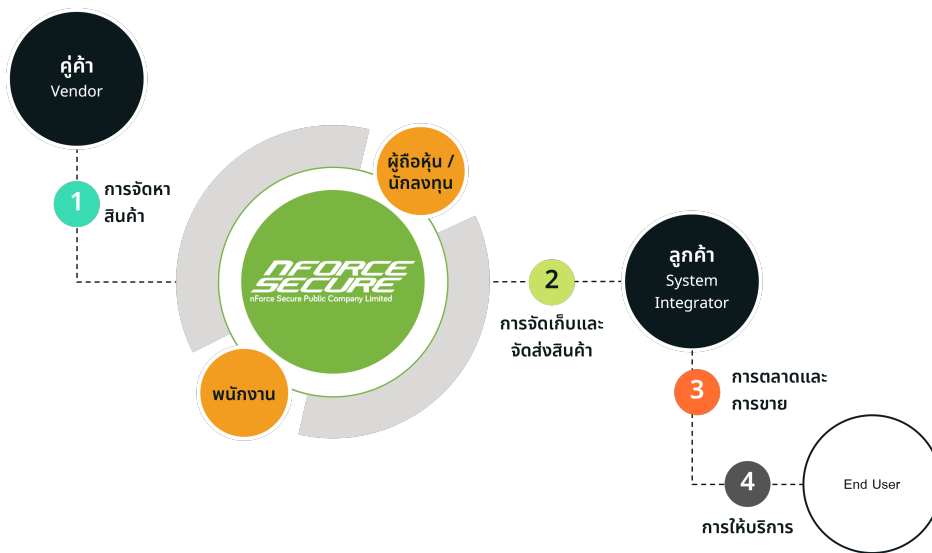 คู่ค้า
Vendor
1
การจัดหา
สินค้า
ผู้ถือหุ้น /
นักลงทุน
NFORCE
SECURE
nForce Secure Public Company Limited
พนักงาน
2
การจัดเก็บและ
จัดส่งสินค้า
ลูกค้า
System
Integrator
3
การตลาดและ
การขาย
4
การให้บริการ
End User